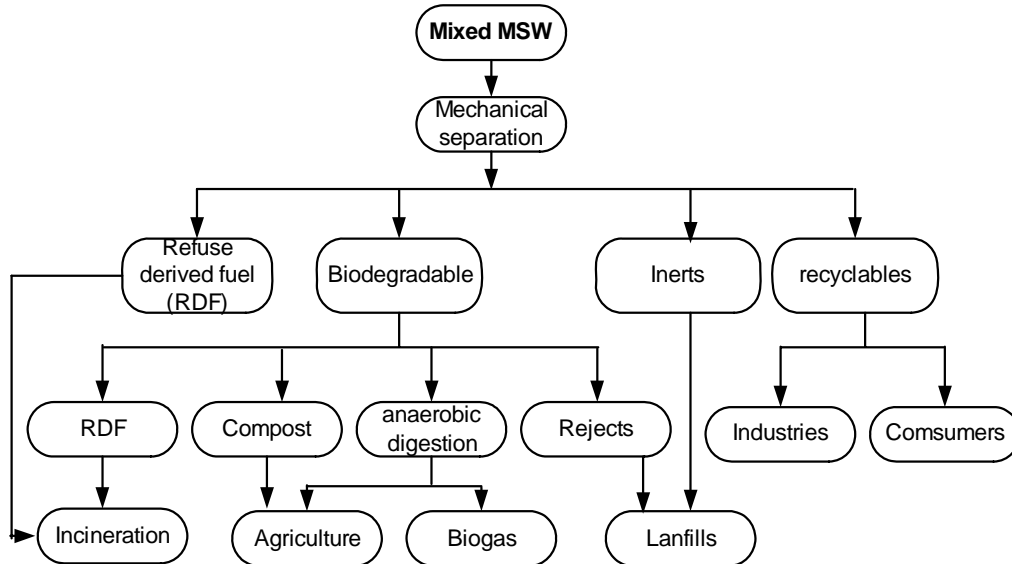 Mixed MSW
Mechanical
separation
Refuse
derived fuel
(RDF)
Biodegradable
Inerts
recyclables
RDF
Compost
anaerobic
digestion
Rejects
Industries
Comsumers
Incineration
Agriculture
Biogas
Lanfills